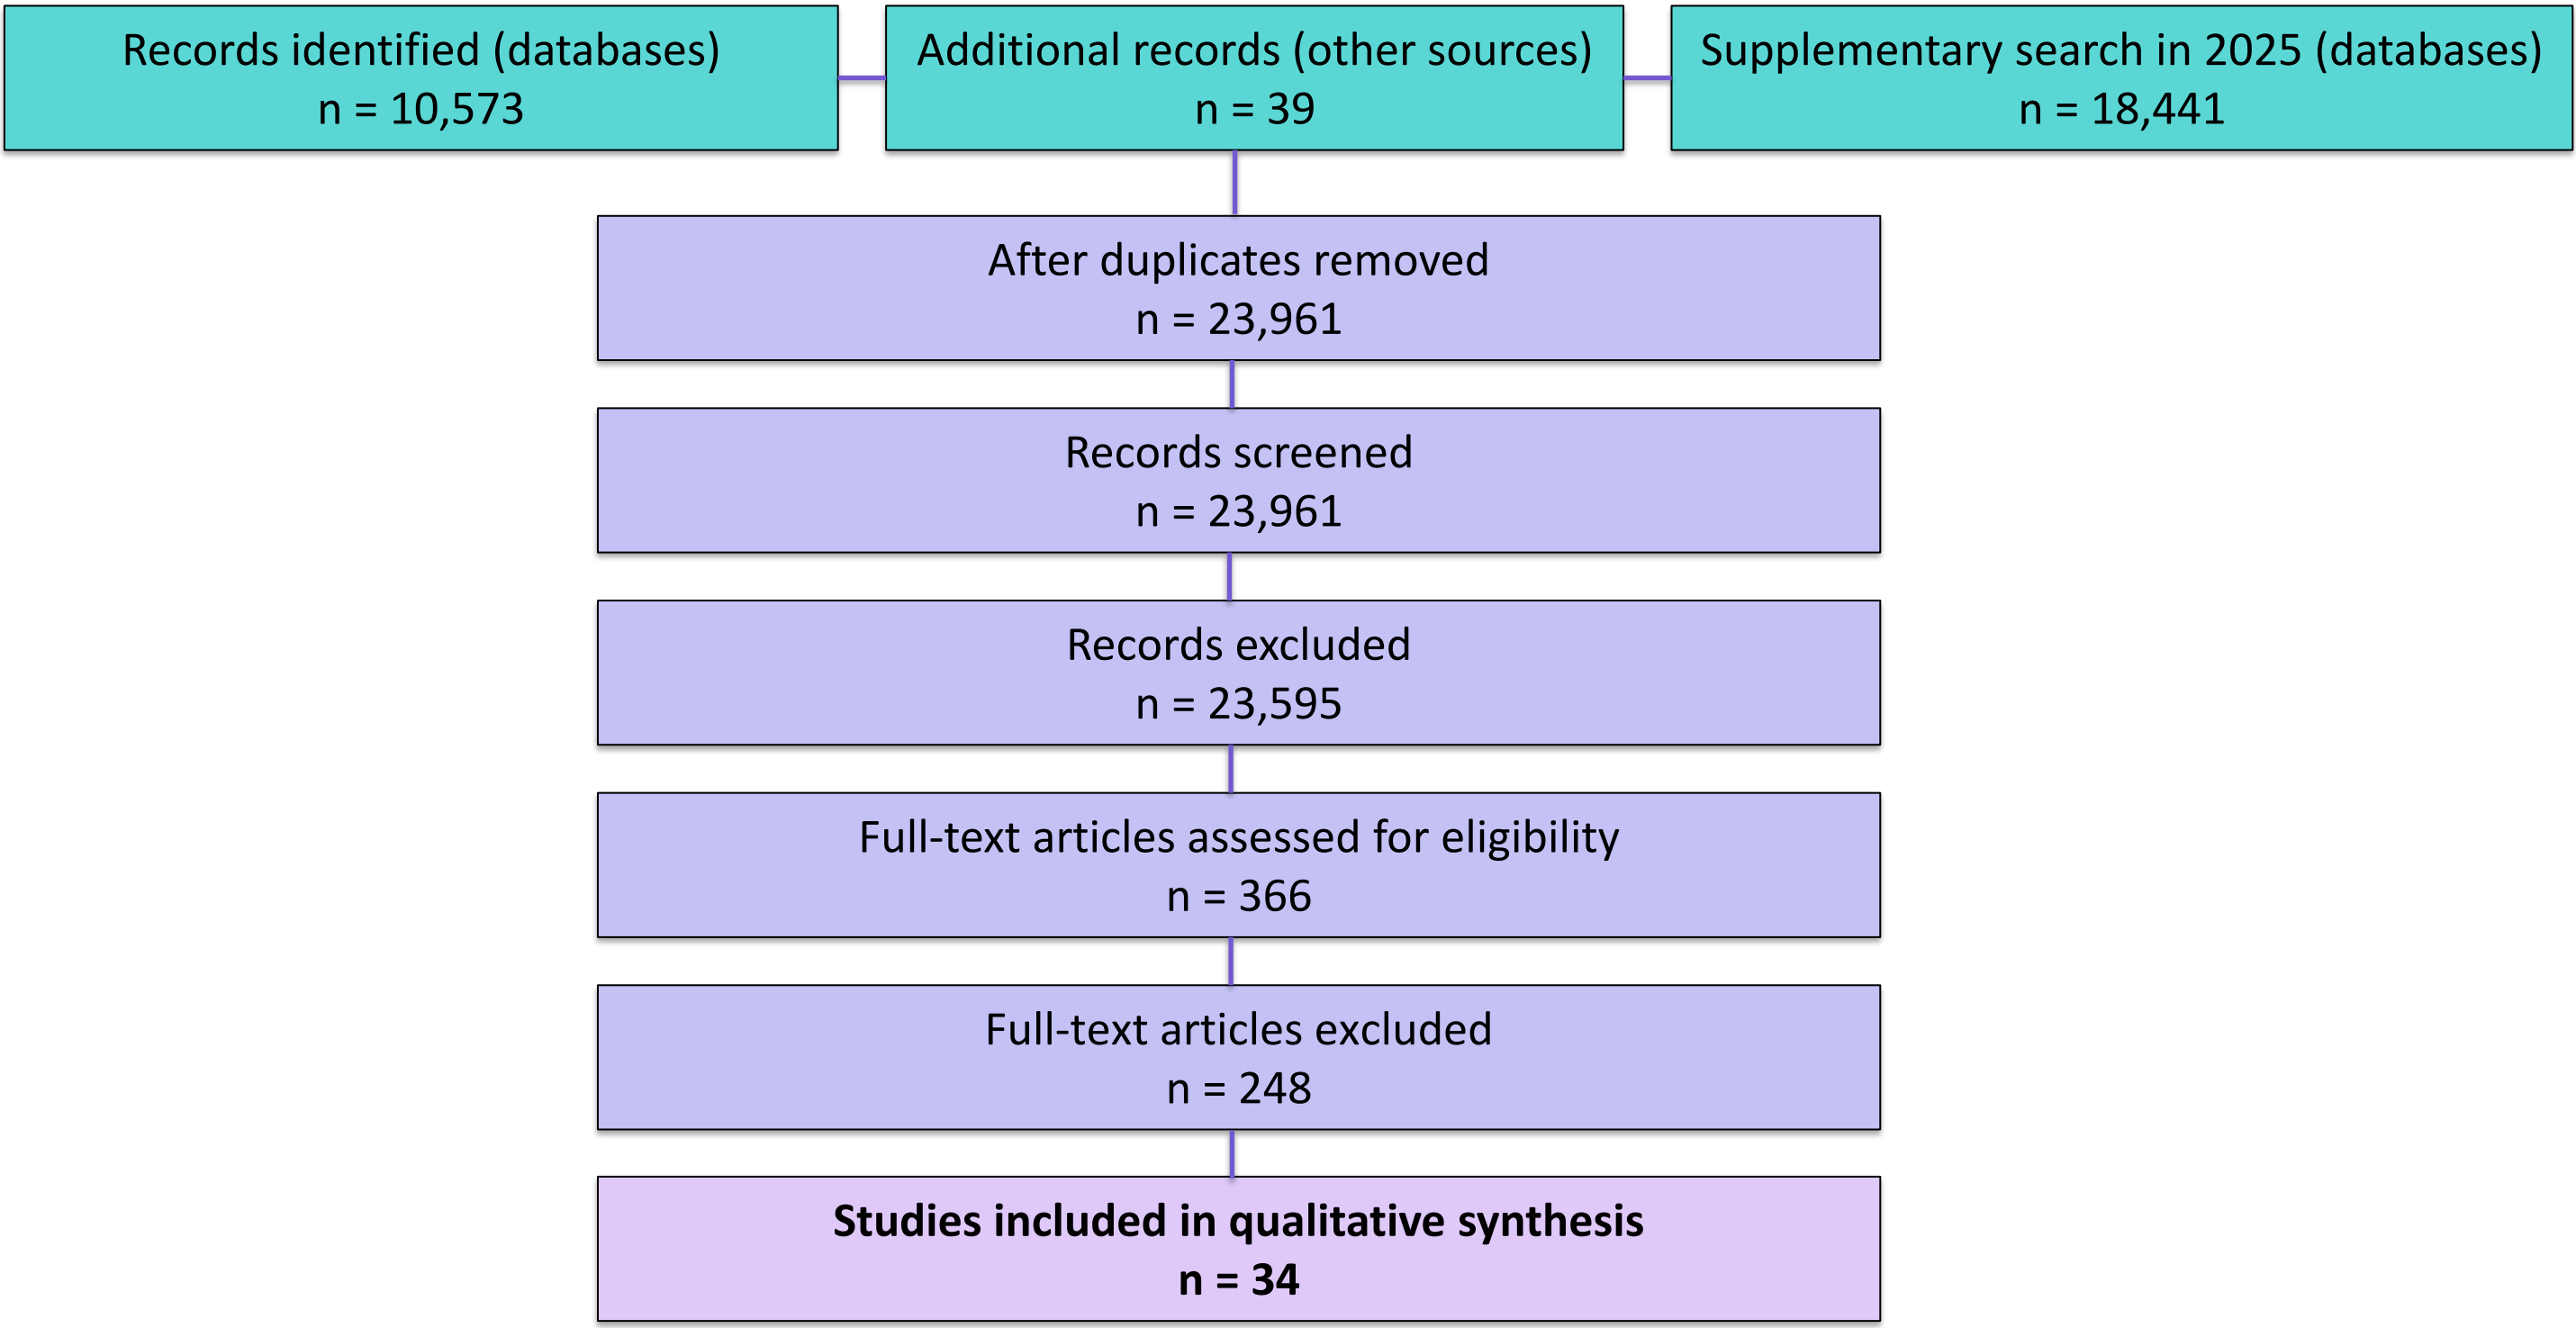 Records identified (databases)
n = 10,573
Additional records (other sources)
n = 39
Supplementary search in 2025 (databases)
n = 18,441
After duplicates removed
n = 23,961
Records screened
n = 23,961
Records excluded
n = 23,595
Full-text articles assessed for eligibility
n = 366
Full-text articles excluded
n = 248
Studies included in qualitative synthesis
n = 34